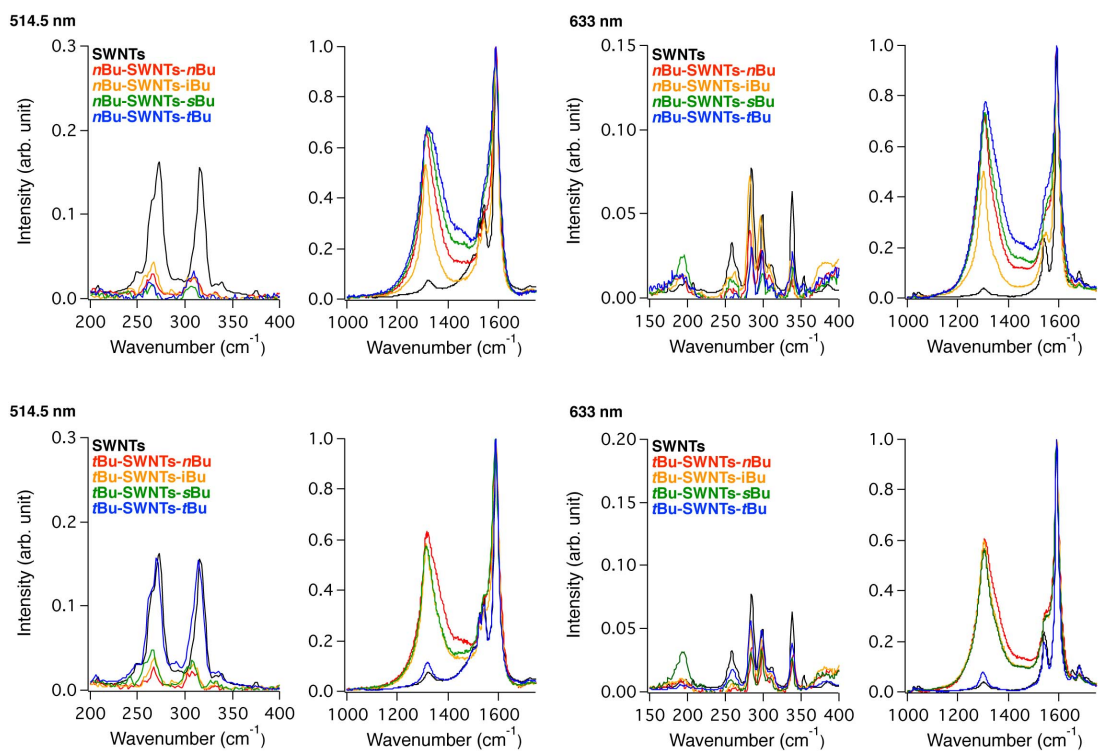 514.5 nm
0.3
0.2
0.1
0.0
Intensity (arb. unit)
SWNTs
nBu-SWNTs-nBu
nBu-SWNTs-iBu
nBu-SWNTs-sBu
nBu-SWNTs-tBu
200 250 300 350 400
Wavenumber (cm-1)
1.0
0.8
0.6
0.4
0.2
0.0
1000 1200 1400 1600
Wavenumber (cm-1)
633 nm
0.15
0.10
0.05
0.00
Intensity (arb. unit)
SWNTs
nBu-SWNTs-nBu
nBu-SWNTs-iBu
nBu-SWNTs-sBu
nBu-SWNTs-tBu
150 200 250 300 350 400
Wavenumber (cm-1)
1.0
0.8
0.6
0.4
0.2
0.0
1000 1200 1400 1600
Wavenumber (cm-1)
514.5 nm
0.3
0.2
0.1
0.0
Intensity (arb. unit)
SWNTs
tBu-SWNTs-nBu
tBu-SWNTs-iBu
tBu-SWNTs-sBu
tBu-SWNTs-tBu
200 250 300 350 400
Wavenumber (cm-1)
1.0
0.8
0.6
0.4
0.2
0.0
1000 1200 1400 1600
Wavenumber (cm-1)
633 nm
0.20
0.15
0.10
0.05
0.00
Intensity (arb. unit)
SWNTs
tBu-SWNTs-nBu
tBu-SWNTs-iBu
tBu-SWNTs-sBu
tBu-SWNTs-tBu
150 200 250 300 350 400
Wavenumber (cm-1)
1.0
0.8
0.6
0.4
0.2
0.0
1000 1200 1400 1600
Wavenumber (cm-1)